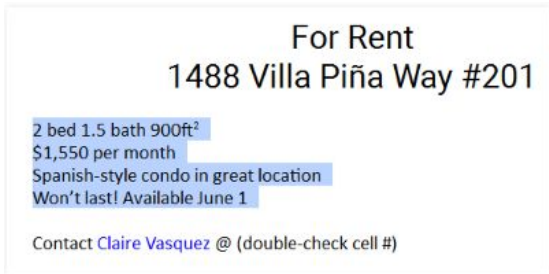 For Rent
1488 Villa Piña Way #201
2 bed 1.5 bath 900ft²
$1,550 per month
Spanish-style condo in great location
Won’t last! Available June 1
Contact Claire Vasquez @ (double-check cell #)